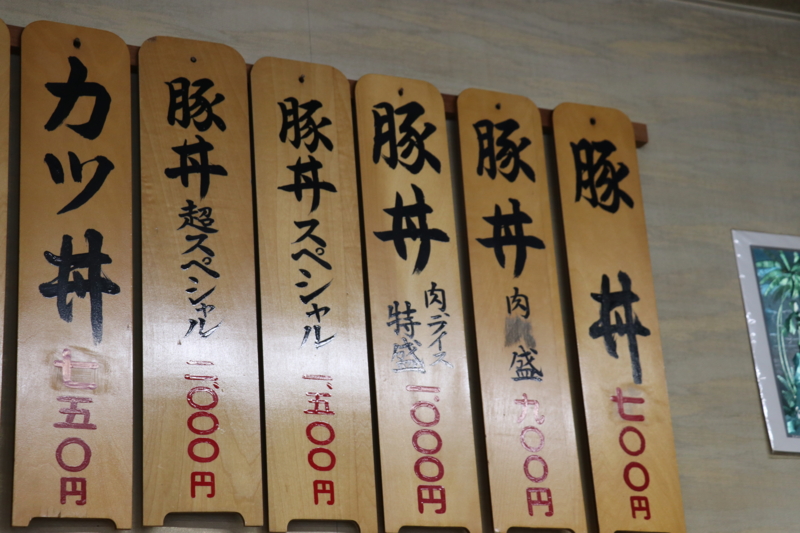 豚丼 七〇〇円
豚丼 肉 盛 九〇〇円
豚丼 肉、ライス
特盛 一、〇〇〇円
豚丼スペシャル 一、五〇〇円
豚丼超スペシャル 二、〇〇〇円
カツ丼 七五〇円